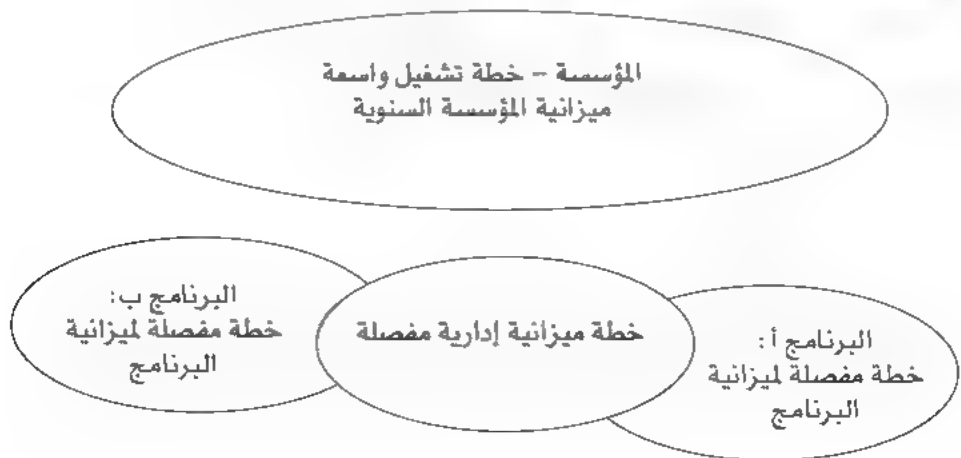 المؤسسة – خطة تشغيل واسعة
ميزانية المؤسسة السنوية
البرنامج أ:
خطة مفصلة لميزانية
البرنامج
خطة ميزانية إدارية مفصلة
البرنامج ب:
خطة مفصلة لميزانية
البرنامج